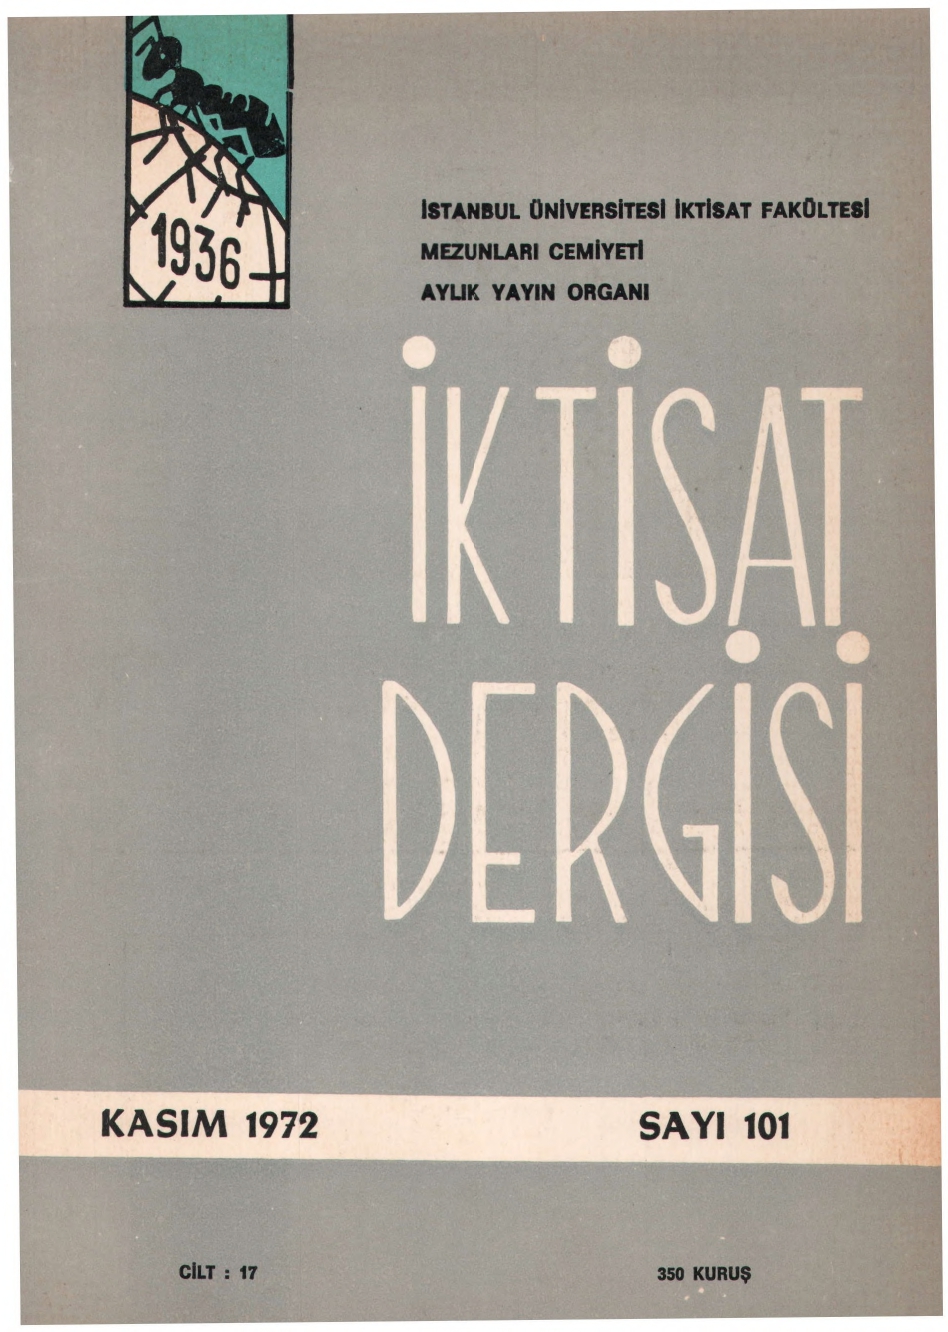 1936
İSTANBUL ÜNİVERSİTESİ İKTİSAT FAKÜLTESİ
MEZUNLARI CEMİYETİ
AYLIK YAYIN ORGANI
İKTİSAT
DERGİSİ
KASIM 1972 SAYI 101
CİLT : 17 350 KURUŞ